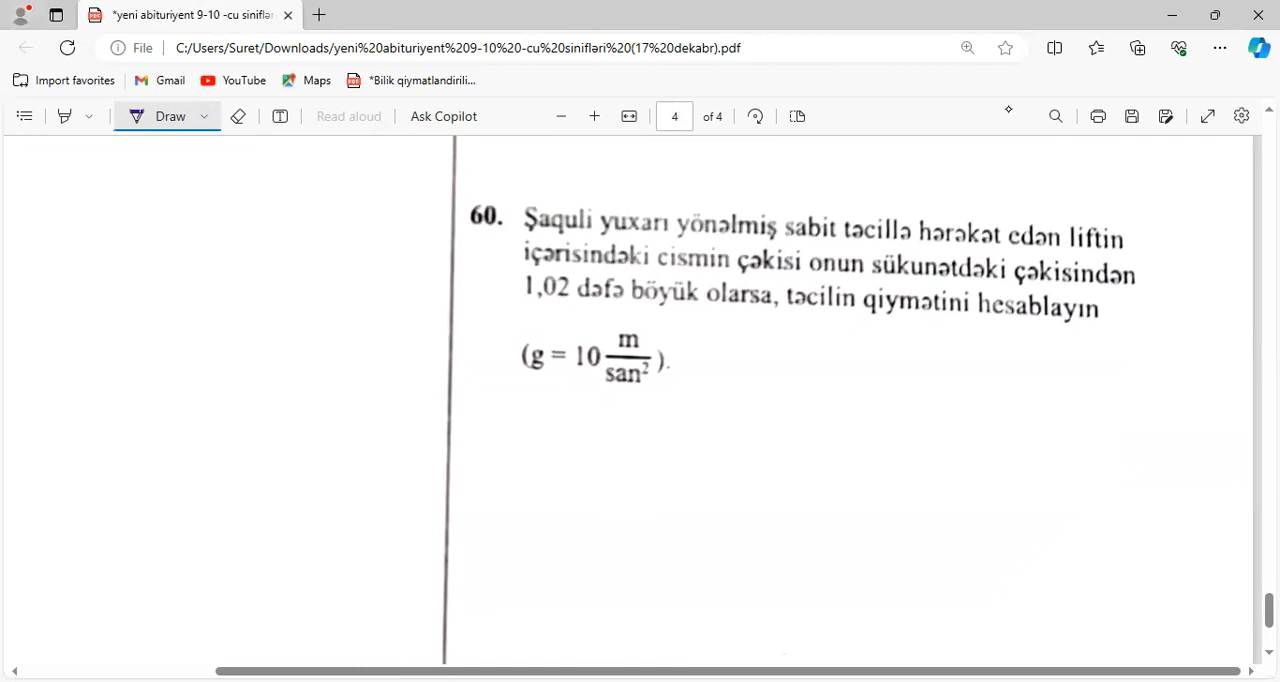 *yeni abituriyent 9-10 -cu sinifləri
File
C:/Users/Suret/Downloads/yeni%20abituriyent%209-10%20-cu%20sinifləri%20(17%20dekabr).pdf
Import favorites
Gmail
YouTube
Maps
PDF
*Bilik qiymatlandirili...
Draw
Read aloud
Ask Copilot
4
of 4
60. Şaquli yuxarı yönəlmiş sabit təcillə hərəkət edən liftin
içərisindəki cismin çəkisi onun sükunətdəki çəkisindən
1,02 dəfə böyük olarsa, təcilin qiymətini hesablayın
(g = 10 m/san²).